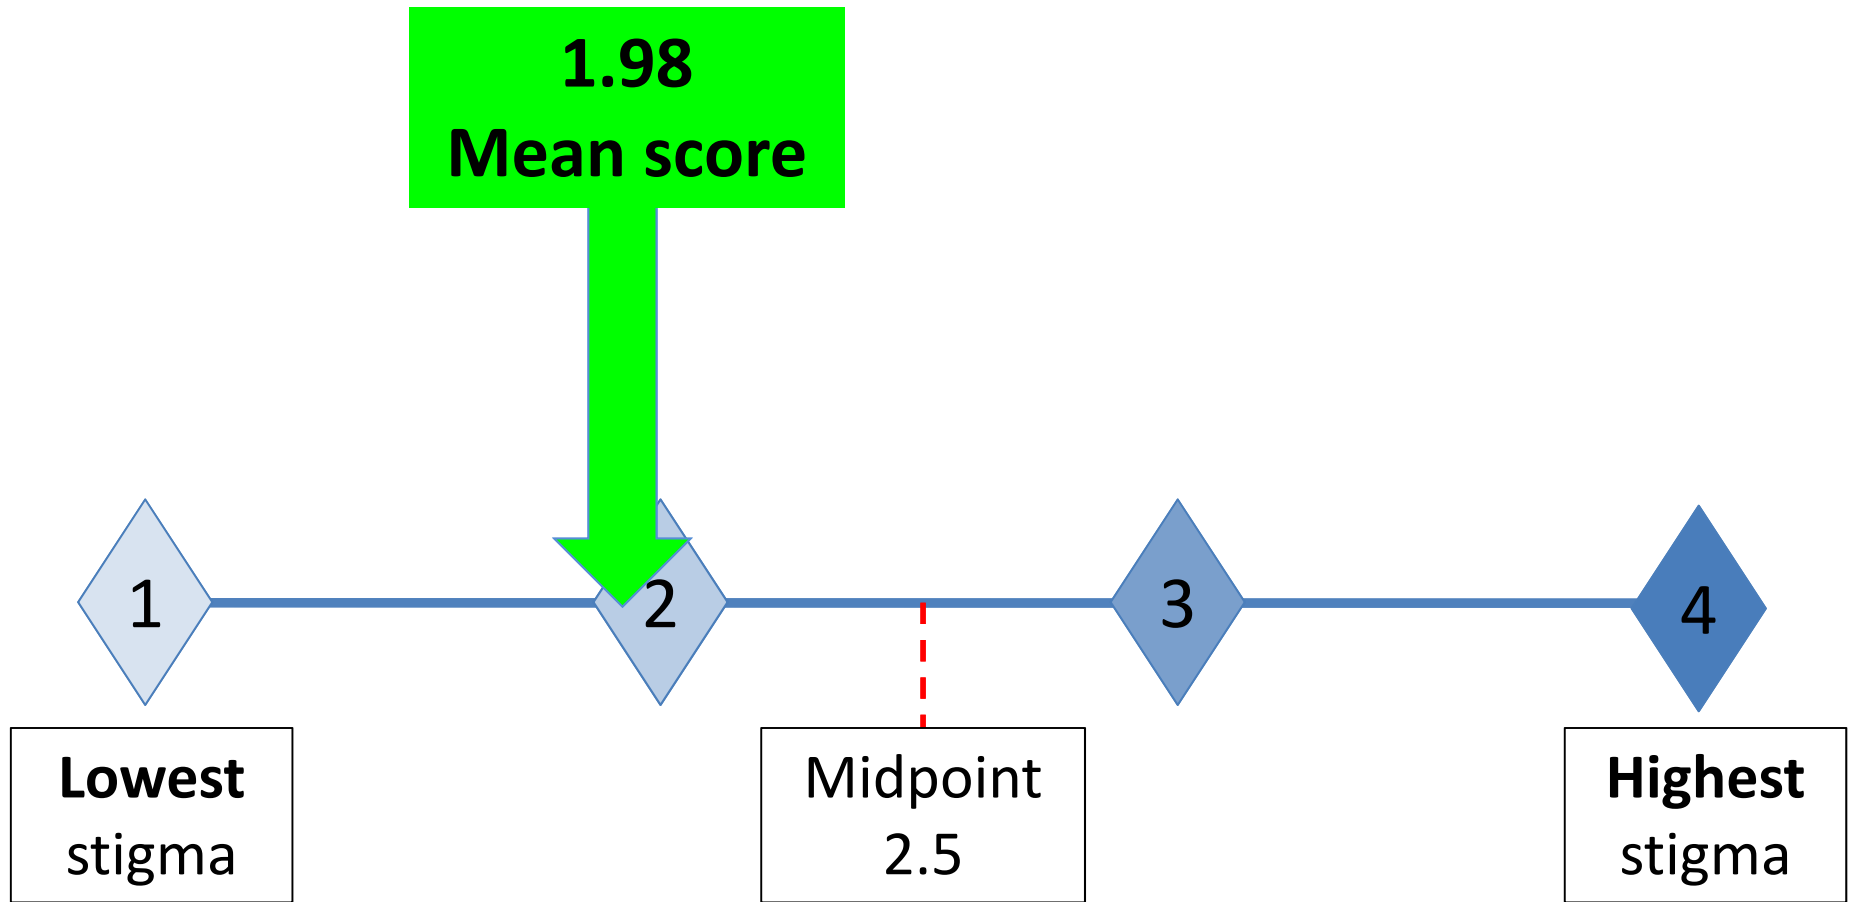 1.98
Mean score
1
2
3
4
Lowest
stigma
Midpoint
2.5
Highest
stigma